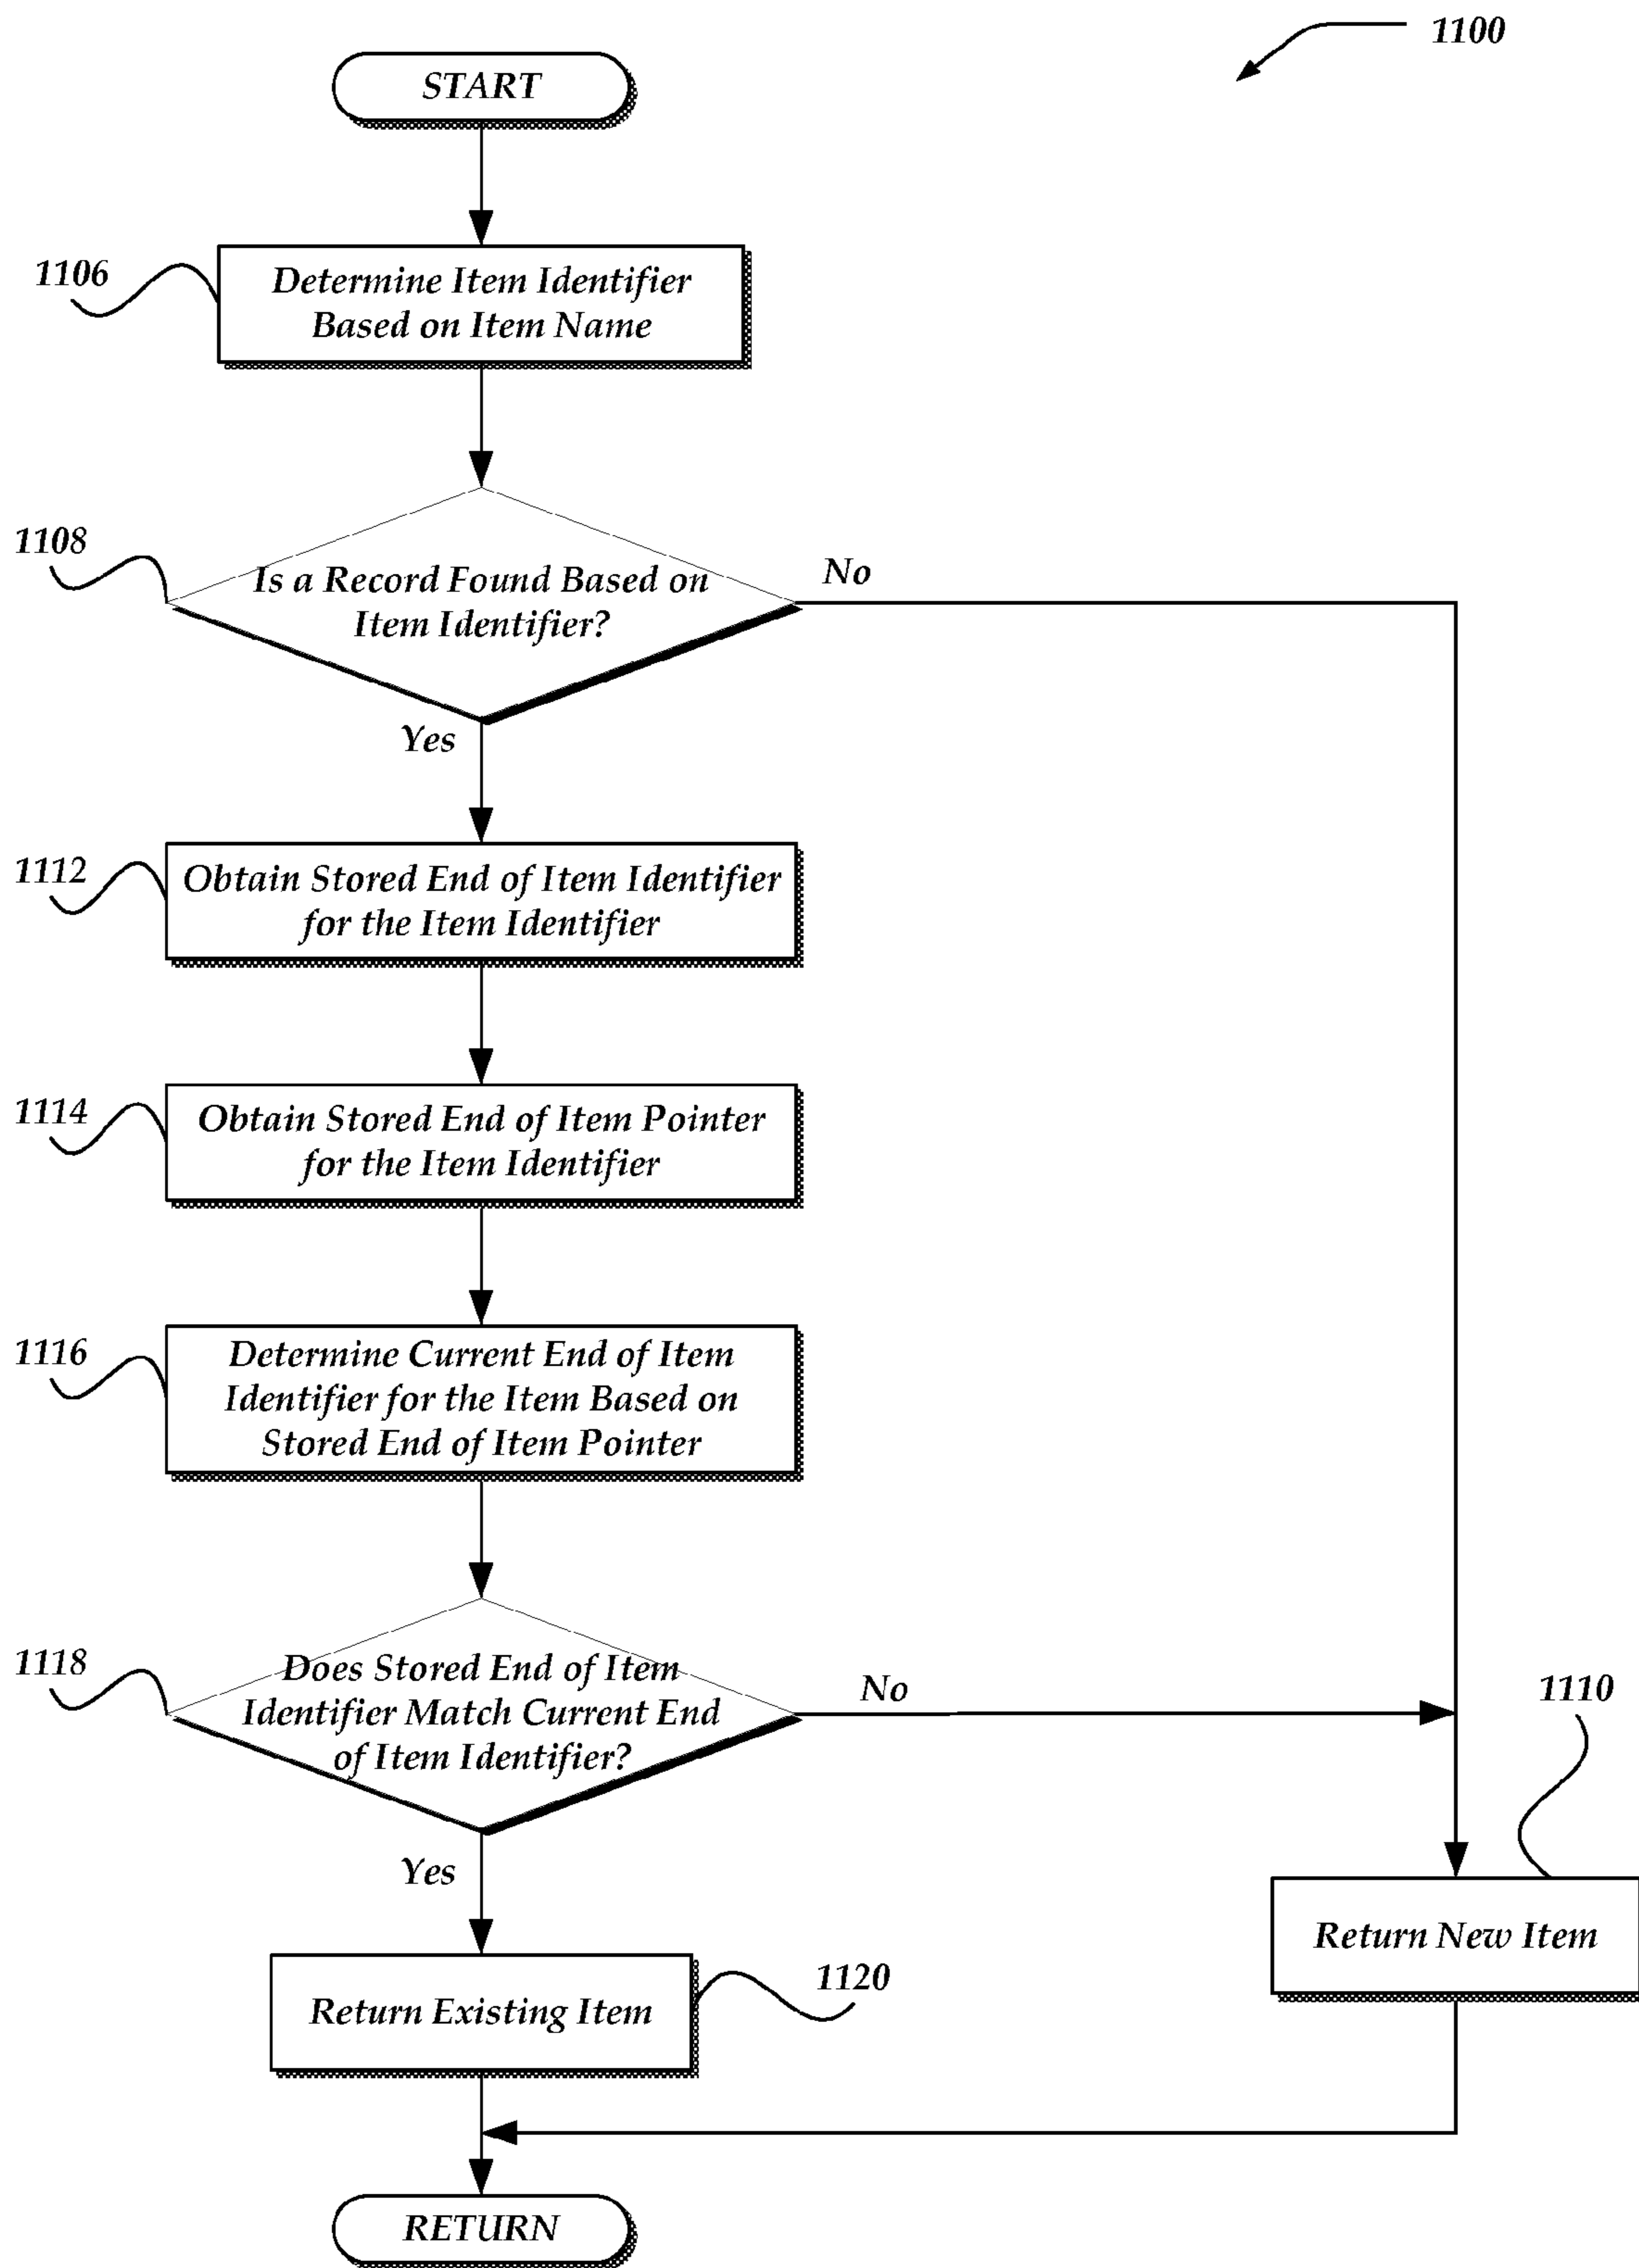 1100
START
1106
Determine Item Identifier
Based on Item Name
1108
Is a Record Found Based on
Item Identifier?
No
Yes
1112
Obtain Stored End of Item Identifier
for the Item Identifier
1114
Obtain Stored End of Item Pointer
for the Item Identifier
1116
Determine Current End of Item
Identifier for the Item Based on
Stored End of Item Pointer
1118
Does Stored End of Item
Identifier Match Current End
of Item Identifier?
No
1110
Yes
Return New Item
1120
Return Existing Item
RETURN